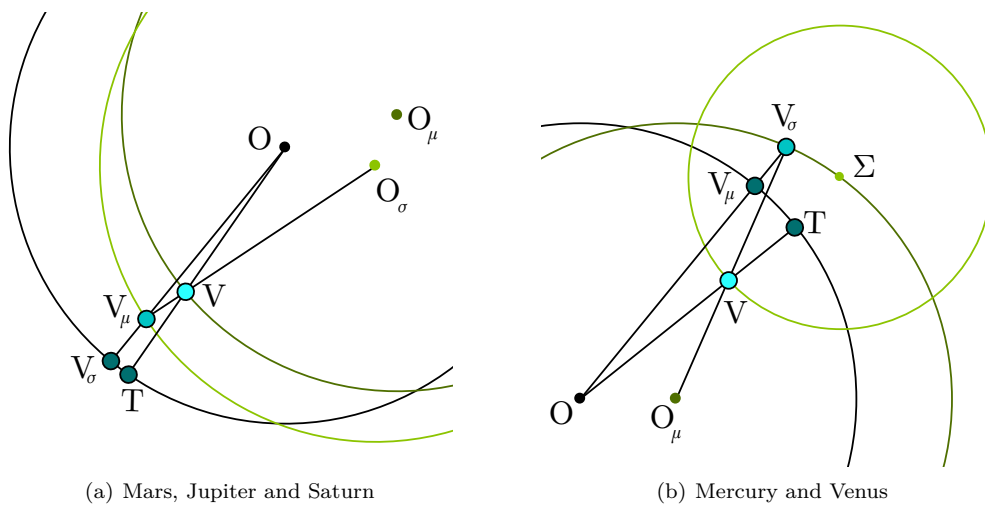 O
O_μ
O_σ
V
V_μ
V_σ
T
(a) Mars, Jupiter and Saturn
V_σ
Σ
V_μ
T
V
O
O_μ
(b) Mercury and Venus